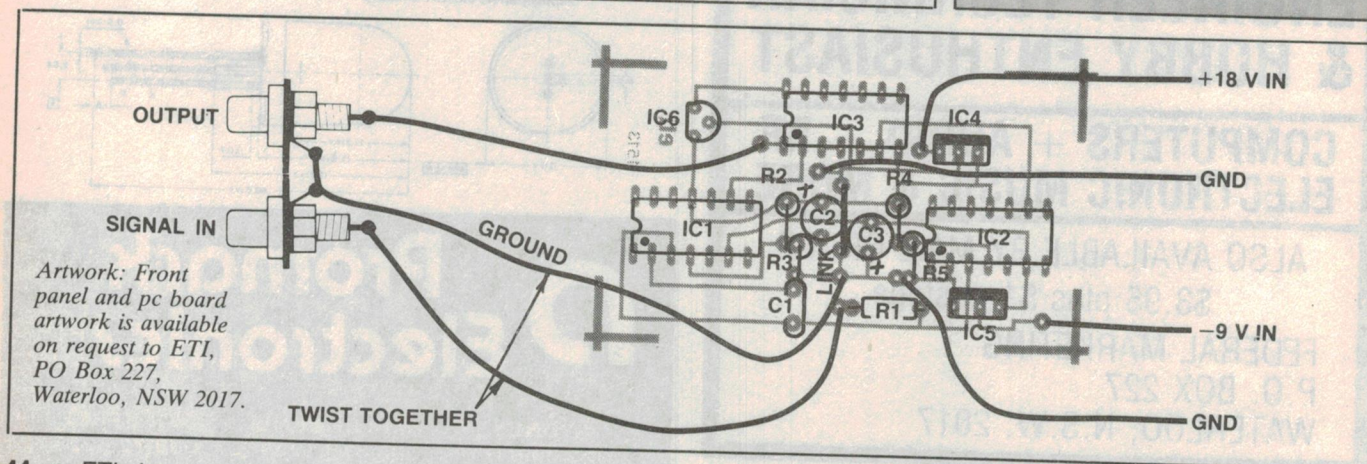 OUTPUT
SIGNAL IN
Artwork: Front
panel and pc board
artwork is available
on request to ETI,
PO Box 227,
Waterloo, NSW 2017.
GROUND
TWIST TOGETHER
IC6
IC3
IC4
+18 V IN
R2
+
R4
GND
IC1
C2
C3
IC2
R3
LINK
+
R5
C1
R1
IC5
−9 V IN
GND
& HOBBY ENTHUSIAST
COMPUTERS +
ALSO AVAILABLE
FEDERAL MARKETING
P.O. BOX 227
WATERLOO, N.S.W. 2017